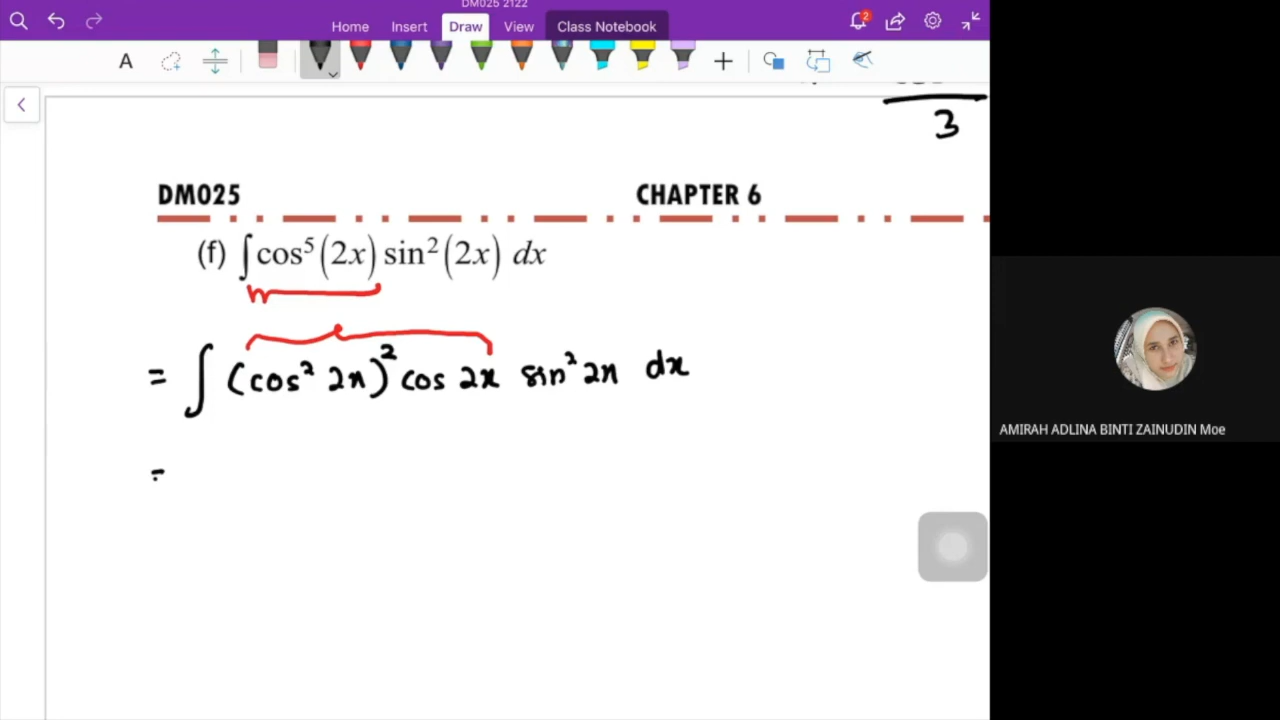 DM025 2122
Home Insert Draw View Class Notebook
2
A
3
DM025 CHAPTER 6
(f) ∫cos⁵(2x) sin²(2x) dx
= ∫ (cos² 2x)² cos 2x sin² 2x dx
=
AMIRAH ADLINA BINTI ZAINUDIN Moe